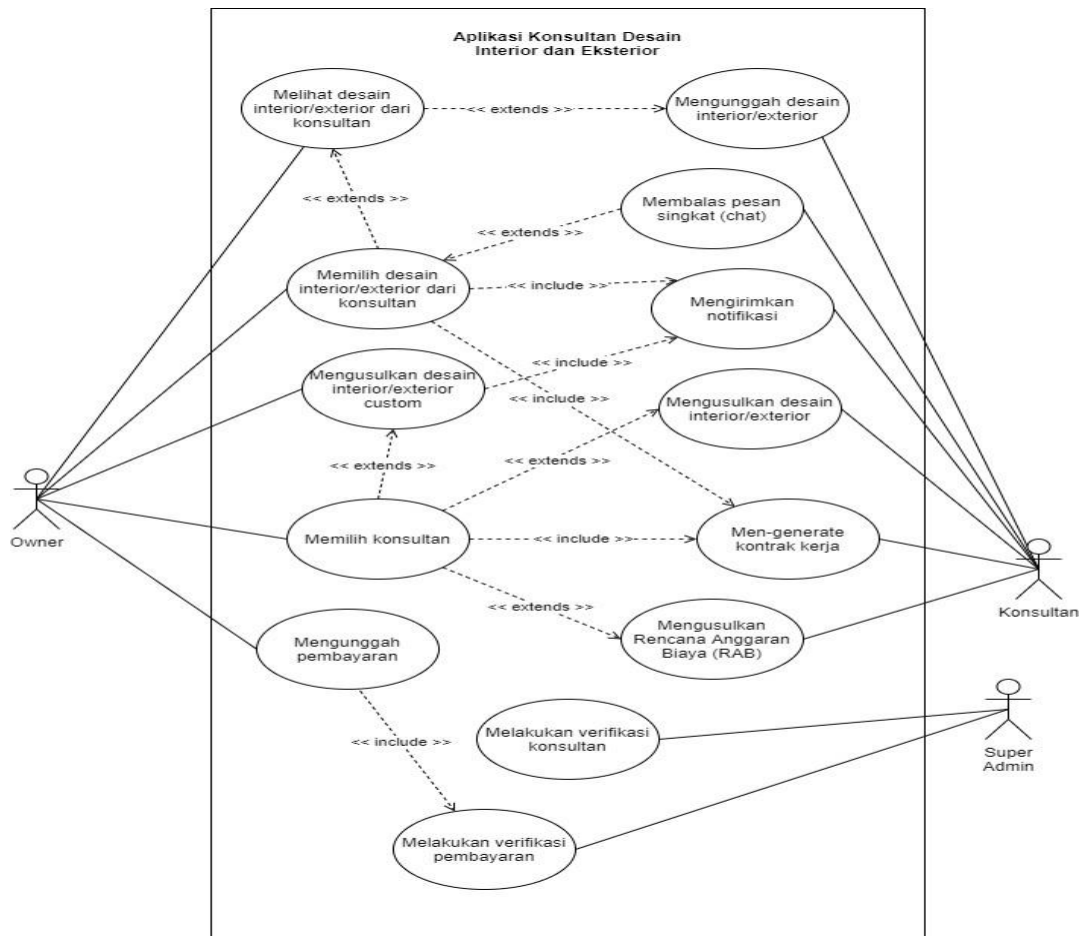 Aplikasi Konsultan Desain
Interior dan Eksterior
Melihat desain
interior/exterior dari
konsultan
<< extends >>
Mengunggah desain
interior/exterior
<< extends >>
Membalas pesan
singkat (chat)
<< extends >>
Memilih desain
interior/exterior dari
konsultan
<< include >>
Mengirimkan
notifikasi
Mengusulkan desain
interior/exterior
custom
<< include >>
<< include >>
Mengusulkan desain
interior/exterior
<< extends >>
<< extends >>
Owner
Memilih konsultan
<< include >>
Men-generate
kontrak kerja
Konsultan
<< extends >>
Mengusulkan
Rencana Anggaran
Biaya (RAB)
Mengunggah
pembayaran
<< include >>
Melakukan verifikasi
konsultan
Super
Admin
Melakukan verifikasi
pembayaran